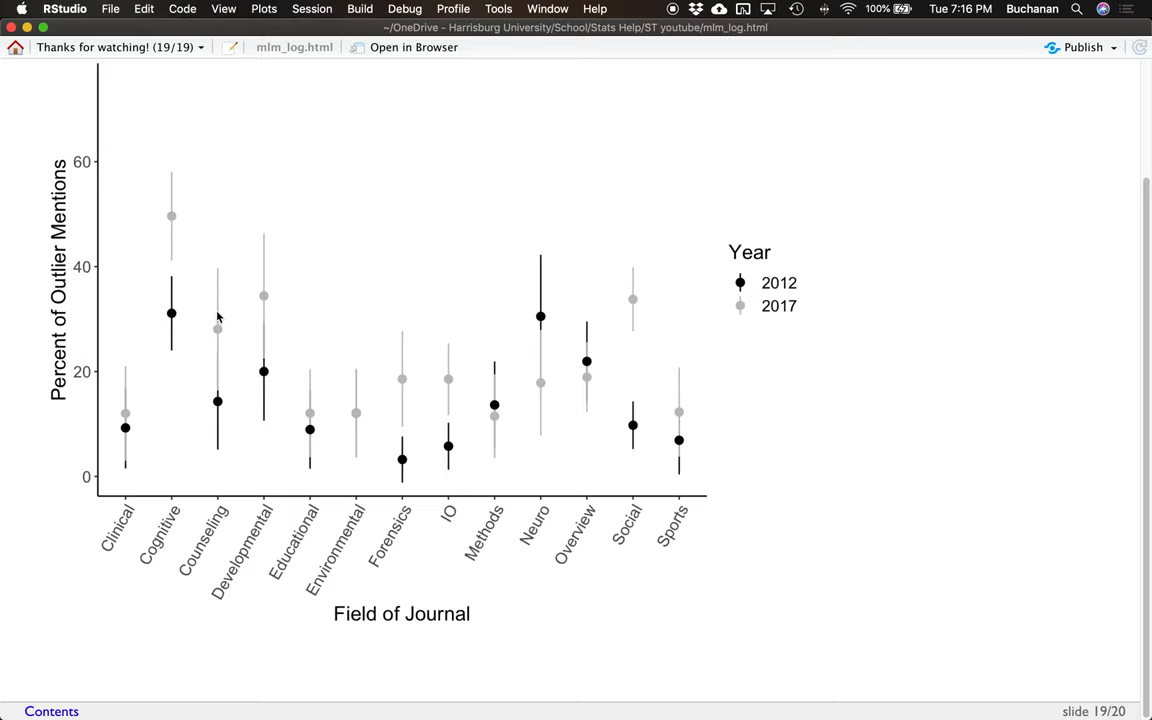 RStudio File Edit Code View Plots Session Build Debug Profile Tools Window Help 100% Tue 7:16 PM Buchanan
~/OneDrive - Harrisburg University/School/Stats Help/ST youtube/mlm_log.html
Thanks for watching! (19/19) mlm_log.html Open in Browser Publish
Percent of Outlier Mentions
60
40
20
0
Year
2012
2017
Clinical
Cognitive
Counseling
Developmental
Educational
Environmental
Forensics
IO
Methods
Neuro
Overview
Social
Sports
Field of Journal
Contents
slide 19/20